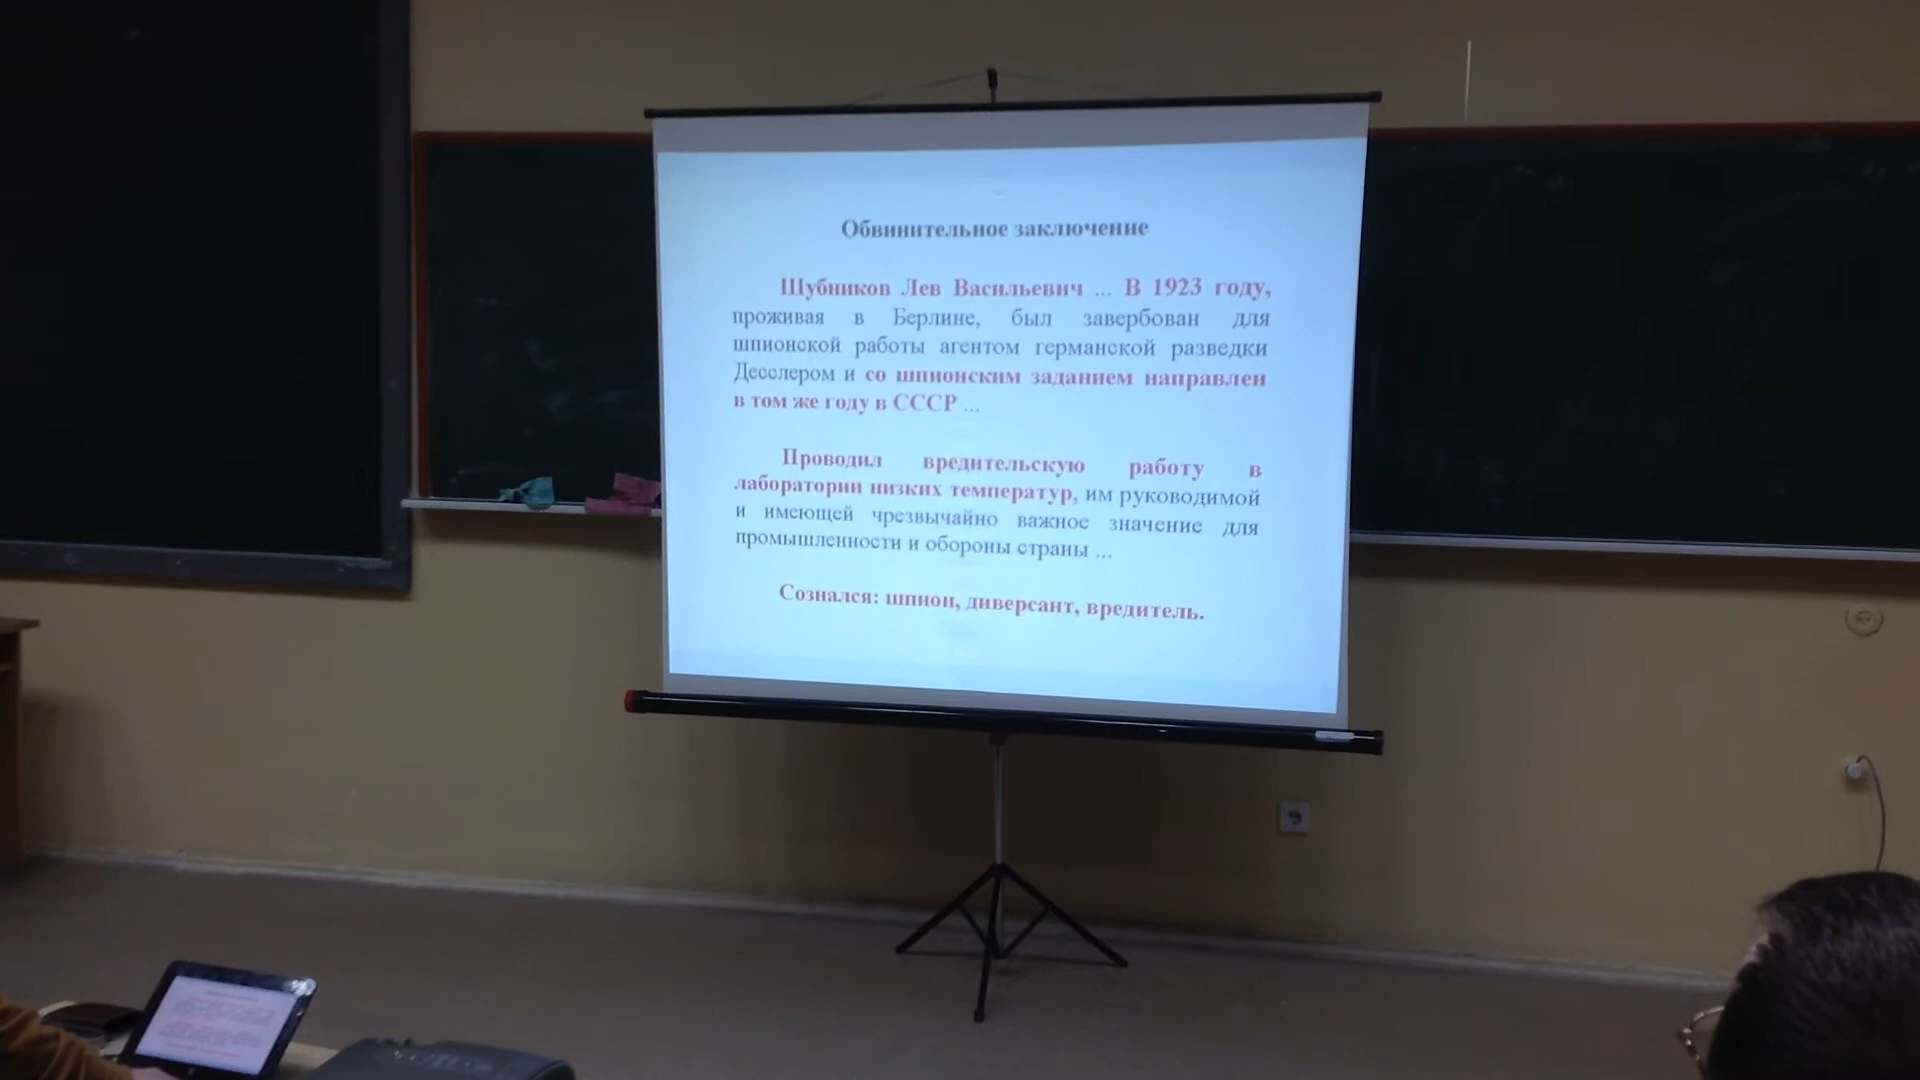 Обвинительное заключение
Шубников Лев Васильевич ... В 1923 году,
проживая в Берлине, был завербован для
шпионской работы агентом германской разведки
Десслером и со шпионским заданием направлен
в том же году в СССР ...
Проводил вредительскую работу в
лаборатории низких температур, им руководимой
и имеющей чрезвычайно важное значение для
промышленности и обороны страны ...
Сознался: шпион, диверсант, вредитель.